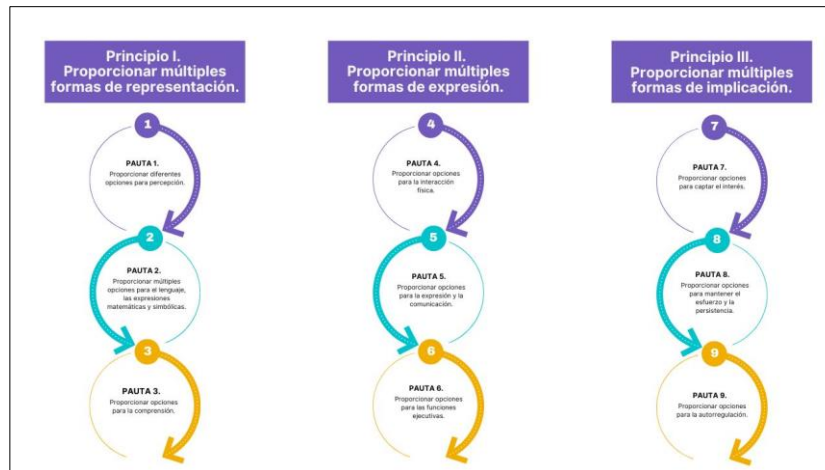 Principio I.
Proporcionar múltiples
formas de representación.
1
PAUTA 1.
Proporcionar diferentes
opciones para percepción.
2
PAUTA 2.
Proporcionar múltiples
opciones para el lenguaje,
las expresiones
matemáticas y simbólicas.
3
PAUTA 3.
Proporcionar opciones
para la comprensión.
Principio II.
Proporcionar múltiples
formas de expresión.
4
PAUTA 4.
Proporcionar opciones
para la interacción
física.
5
PAUTA 5.
Proporcionar opciones
para la expresión y la
comunicación.
6
PAUTA 6.
Proporcionar opciones
para las funciones
ejecutivas.
Principio III.
Proporcionar múltiples
formas de implicación.
7
PAUTA 7.
Proporcionar opciones
para captar el interés.
8
PAUTA 8.
Proporcionar opciones
para mantener el
esfuerzo y la
persistencia.
9
PAUTA 9.
Proporcionar opciones
para la autorregulación.